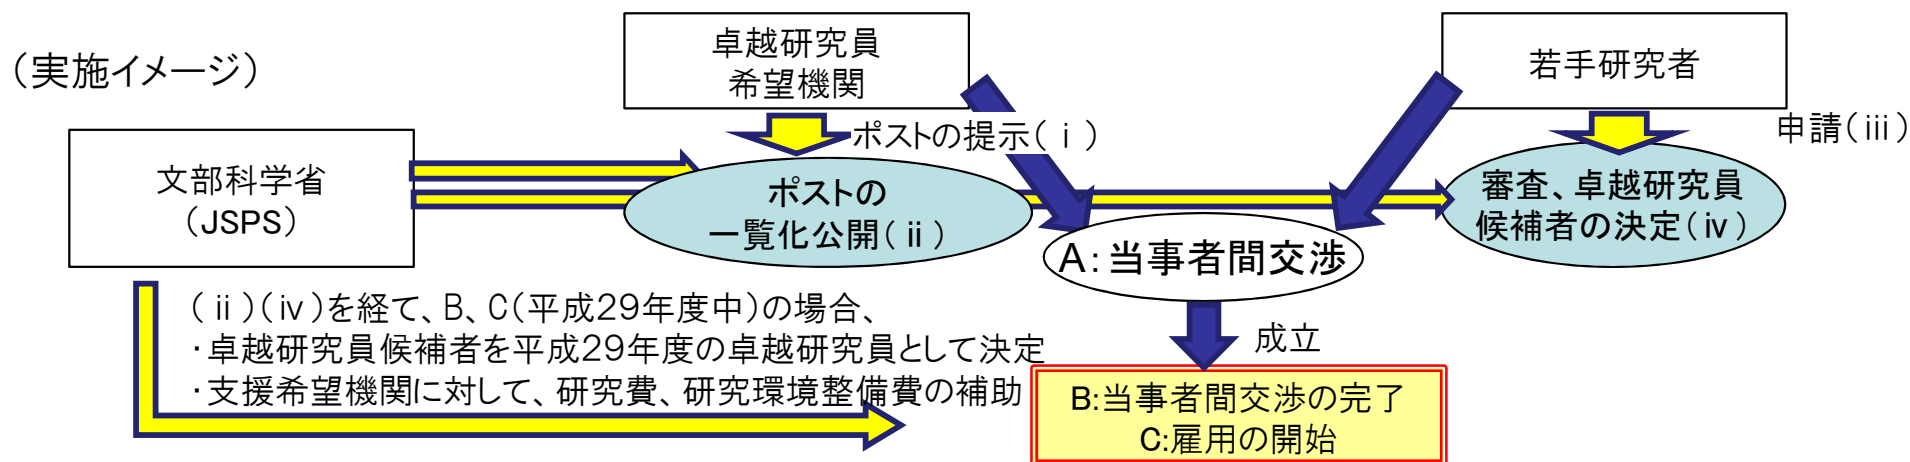 （実施イメージ）
卓越研究員
希望機関
若手研究者
文部科学省
（JSPS）
ポストの提示（ⅰ）
申請（ⅲ）
ポストの
一覧化公開（ⅱ）
審査、卓越研究員
候補者の決定（ⅳ）
A：当事者間交渉
（ⅱ）（ⅳ）を経て、B、C（平成29年度中）の場合、
・卓越研究員候補者を平成29年度の卓越研究員として決定
・支援希望機関に対して、研究費、研究環境整備費の補助
成立
B:当事者間交渉の完了
C:雇用の開始